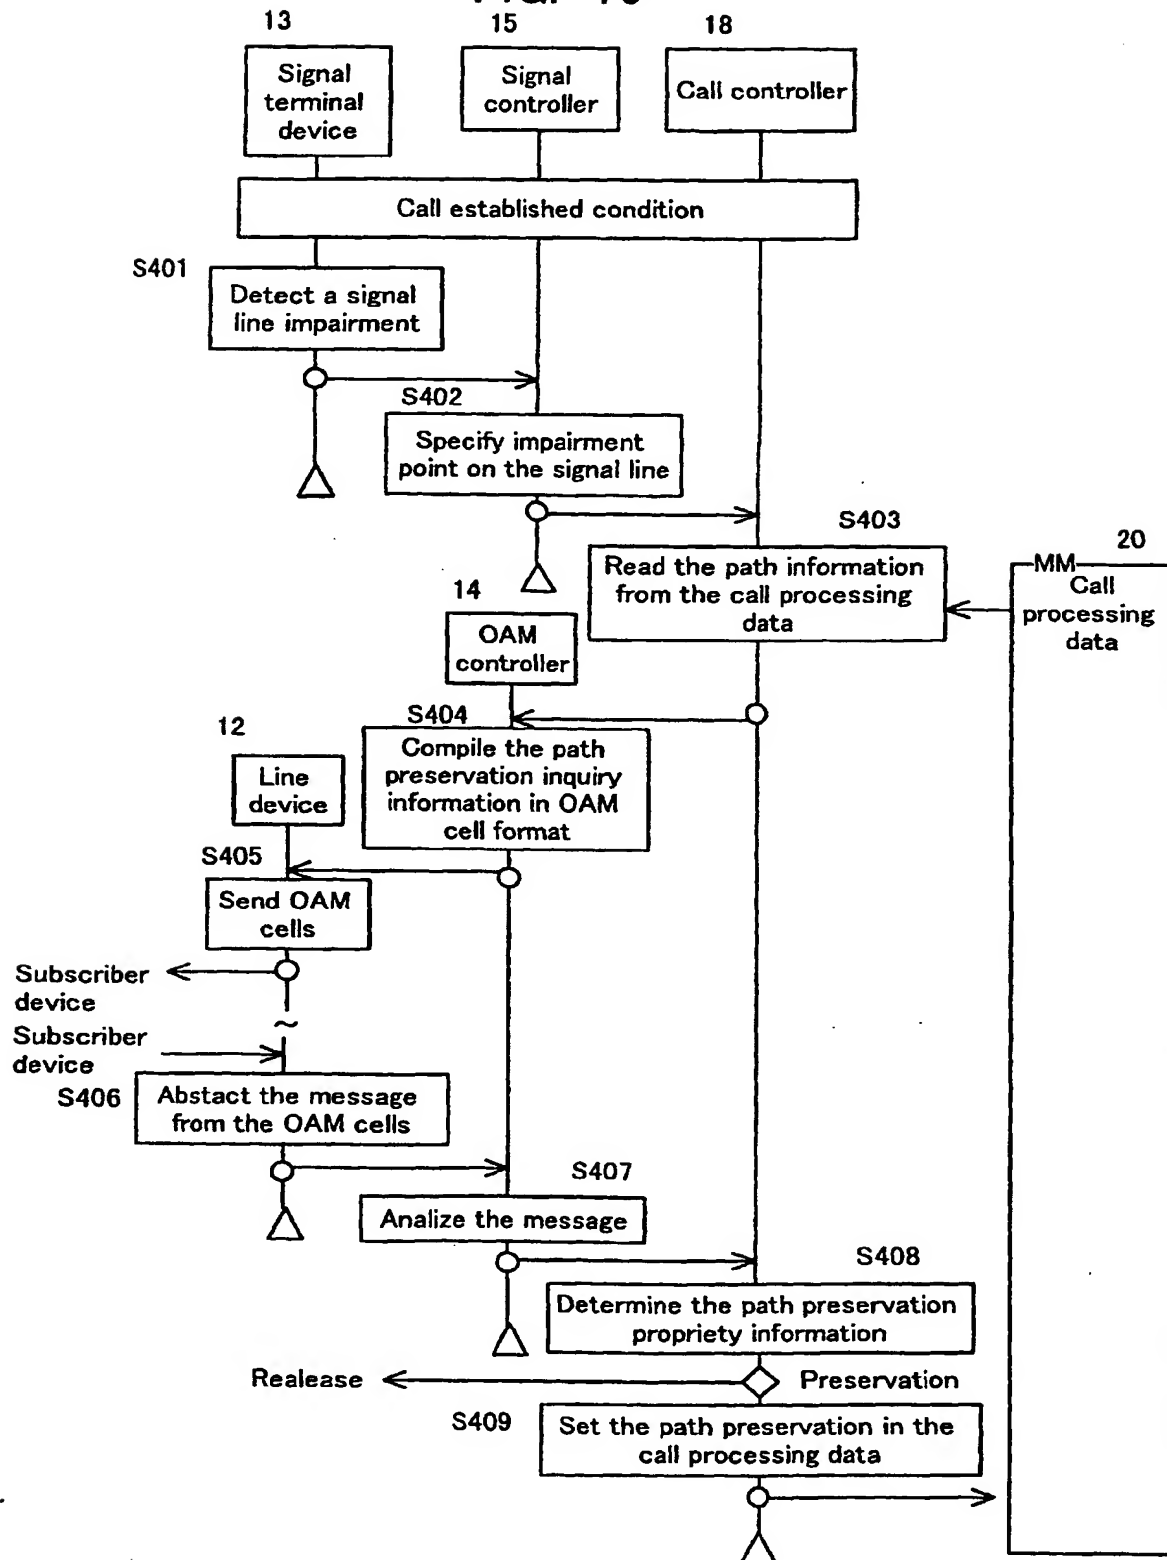 13
15
18
Signal
terminal
device
Signal
controller
Call controller
Call established condition
S401
Detect a signal
line impairment
S402
Specify impairment
point on the signal line
S403
20
Read the path information
from the call processing
data
MM
Call
processing
data
14
OAM
controller
S404
12
Compile the path
preservation inquiry
information in OAM
cell format
Line
device
S405
Send OAM
cells
Subscriber
device
Subscriber
device
S406
Abstact the message
from the OAM cells
S407
Analize the message
S408
Determine the path preservation
propriety information
Realease
Preservation
S409
Set the path preservation in the
call processing data